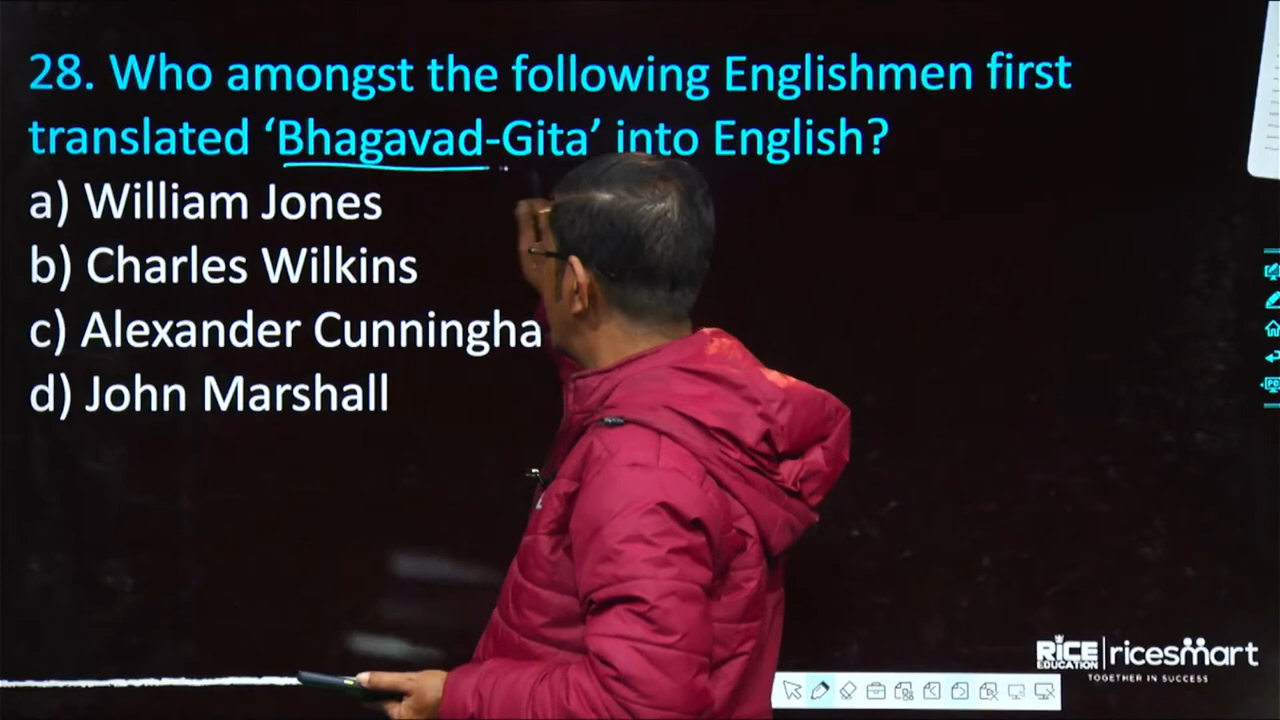 28. Who amongst the following Englishmen first
translated ‘Bhagavad-Gita’ into English?
a) William Jones
b) Charles Wilkins
c) Alexander Cunningha
d) John Marshall
RICE EDUCATION | ricesmart
TOGETHER IN SUCCESS